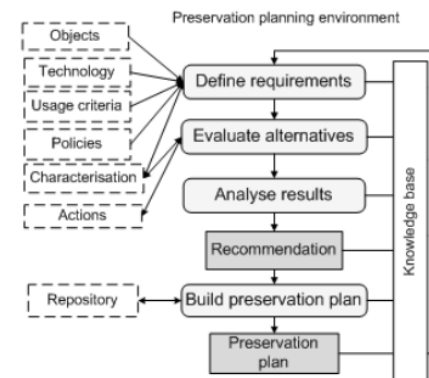 Preservation planning environment
Objects
Technology
Usage criteria
Policies
Characterisation
Actions
Repository
Define requirements
Evaluate alternatives
Analyse results
Recommendation
Build preservation plan
Preservation
plan
Knowledge base